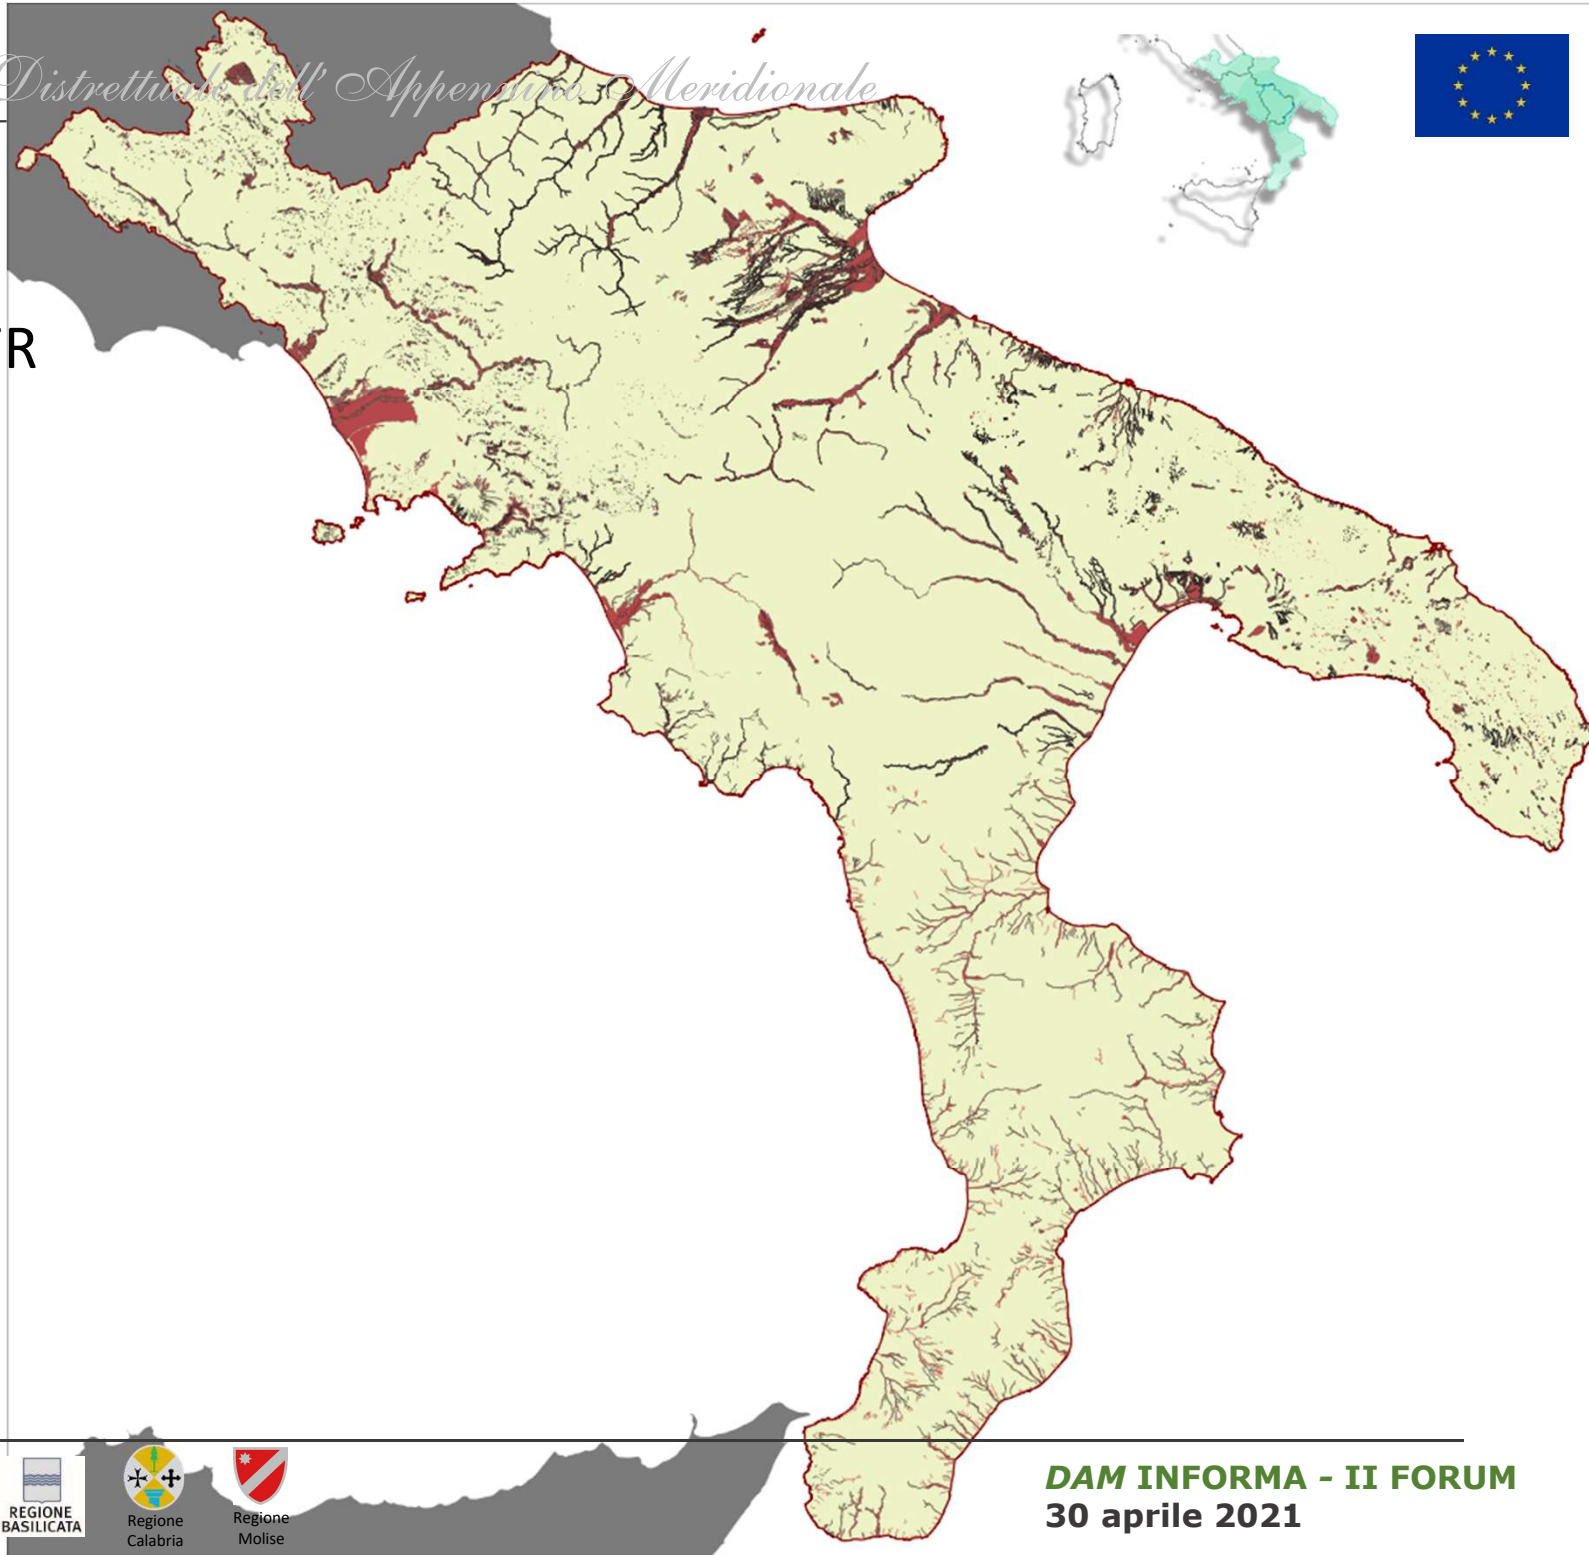 Distrettuale dell' Appennino Meridionale
R
REGIONE
BASILICATA
Regione
Calabria
Regione
Molise
DAM INFORMA - II FORUM
30 aprile 2021